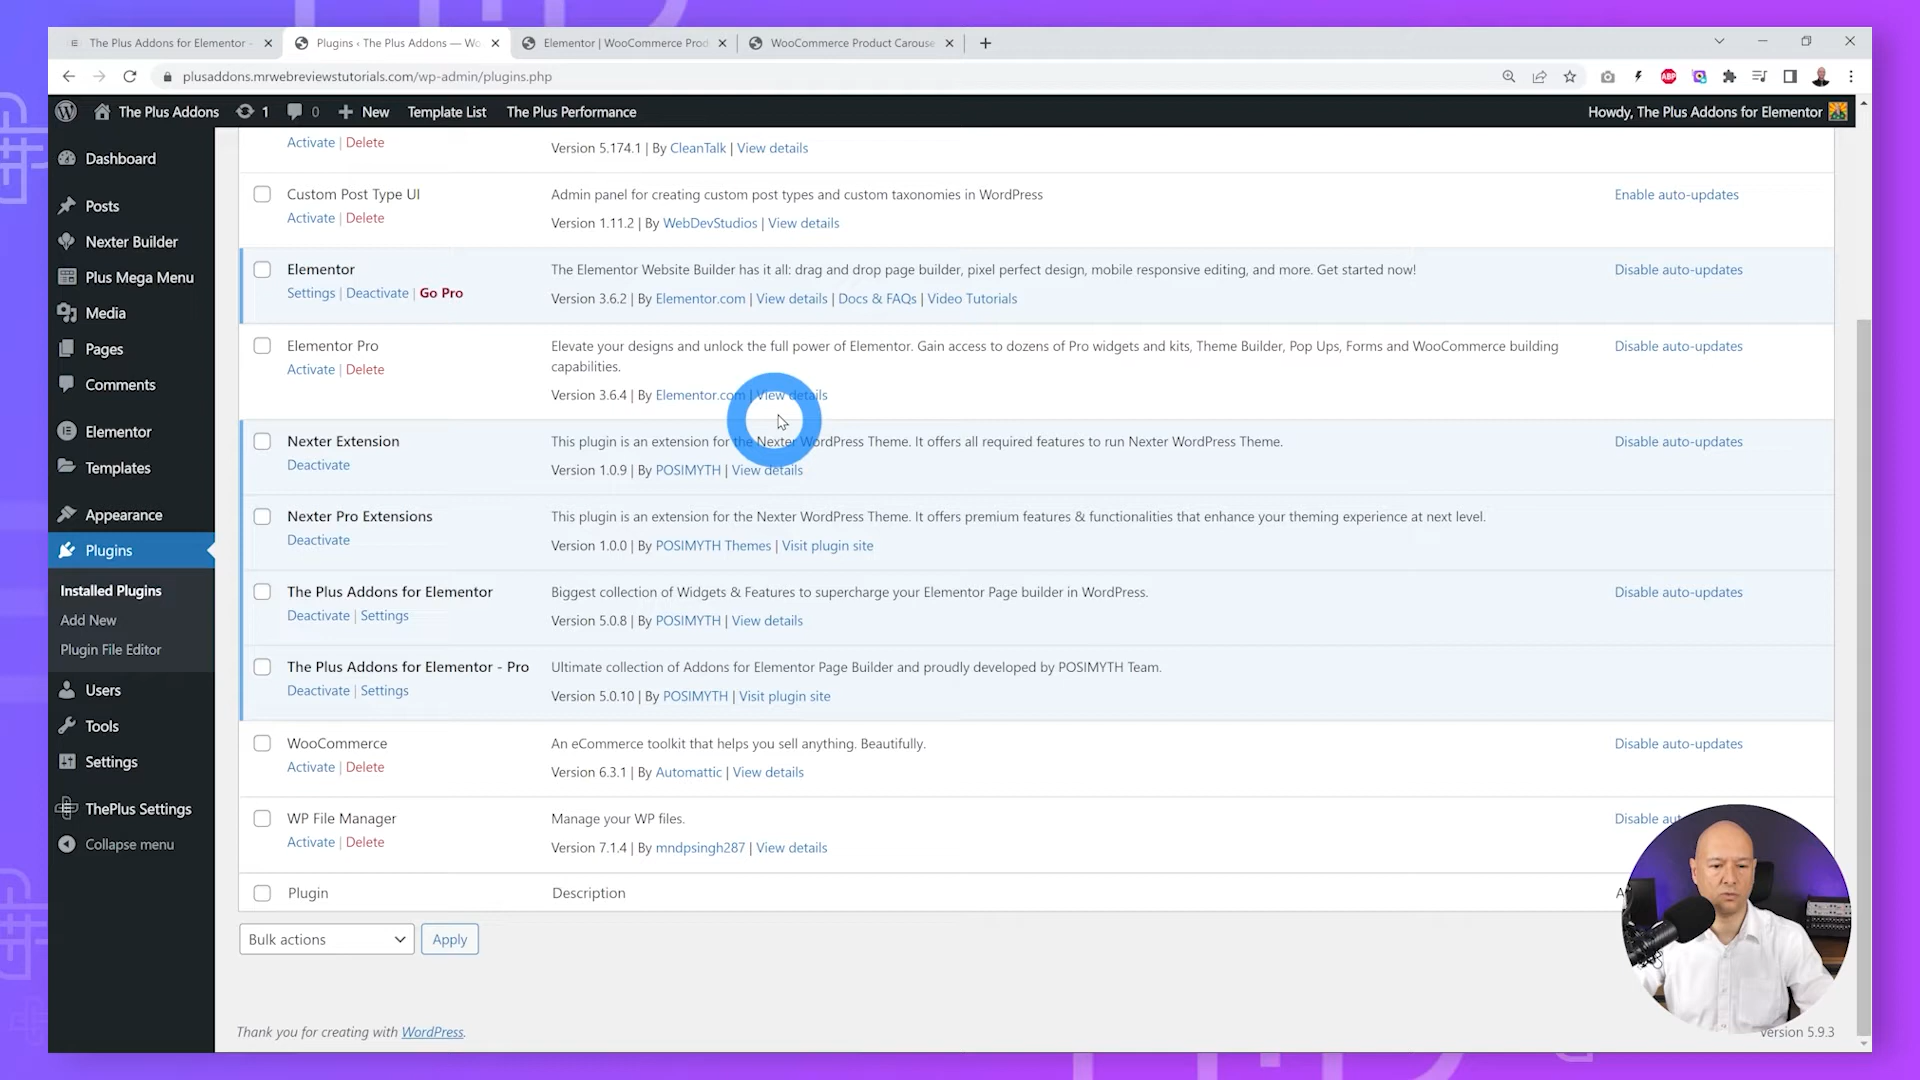 The Plus Addons for Elementor -
Plugins ‹ The Plus Addons — Wo
Elementor | WooCommerce Prod
WooCommerce Product Carouse
plusaddons.mrwebreviewstutorials.com/wp-admin/plugins.php
ABP
The Plus Addons
1
0
New
Template List
The Plus Performance
Howdy, The Plus Addons for Elementor
Dashboard
Posts
Nexter Builder
Plus Mega Menu
Media
Pages
Comments
Elementor
Templates
Appearance
Plugins
Installed Plugins
Add New
Plugin File Editor
Users
Tools
Settings
ThePlus Settings
Collapse menu
Activate | Delete
Version 5.174.1 | By CleanTalk | View details
Custom Post Type UI
Activate | Delete
Admin panel for creating custom post types and custom taxonomies in WordPress
Version 1.11.2 | By WebDevStudios | View details
Enable auto-updates
Elementor
Settings | Deactivate | Go Pro
The Elementor Website Builder has it all: drag and drop page builder, pixel perfect design, mobile responsive editing, and more. Get started now!
Version 3.6.2 | By Elementor.com | View details | Docs & FAQs | Video Tutorials
Disable auto-updates
Elementor Pro
Activate | Delete
Elevate your designs and unlock the full power of Elementor. Gain access to dozens of Pro widgets and kits, Theme Builder, Pop Ups, Forms and WooCommerce building
capabilities.
Version 3.6.4 | By Elementor.com | View details
Disable auto-updates
Nexter Extension
Deactivate
This plugin is an extension for the Nexter WordPress Theme. It offers all required features to run Nexter WordPress Theme.
Version 1.0.9 | By POSIMYTH | View details
Disable auto-updates
Nexter Pro Extensions
Deactivate
This plugin is an extension for the Nexter WordPress Theme. It offers premium features & functionalities that enhance your theming experience at next level.
Version 1.0.0 | By POSIMYTH Themes | Visit plugin site
The Plus Addons for Elementor
Deactivate | Settings
Biggest collection of Widgets & Features to supercharge your Elementor Page builder in WordPress.
Version 5.0.8 | By POSIMYTH | View details
Disable auto-updates
The Plus Addons for Elementor - Pro
Deactivate | Settings
Ultimate collection of Addons for Elementor Page Builder and proudly developed by POSIMYTH Team.
Version 5.0.10 | By POSIMYTH | Visit plugin site
WooCommerce
Activate | Delete
An eCommerce toolkit that helps you sell anything. Beautifully.
Version 6.3.1 | By Automattic | View details
Disable auto-updates
WP File Manager
Activate | Delete
Manage your WP files.
Version 7.1.4 | By mndpsingh287 | View details
Disable au
Plugin
Description
A
Bulk actions
Apply
Thank you for creating with WordPress.
Version 5.9.3